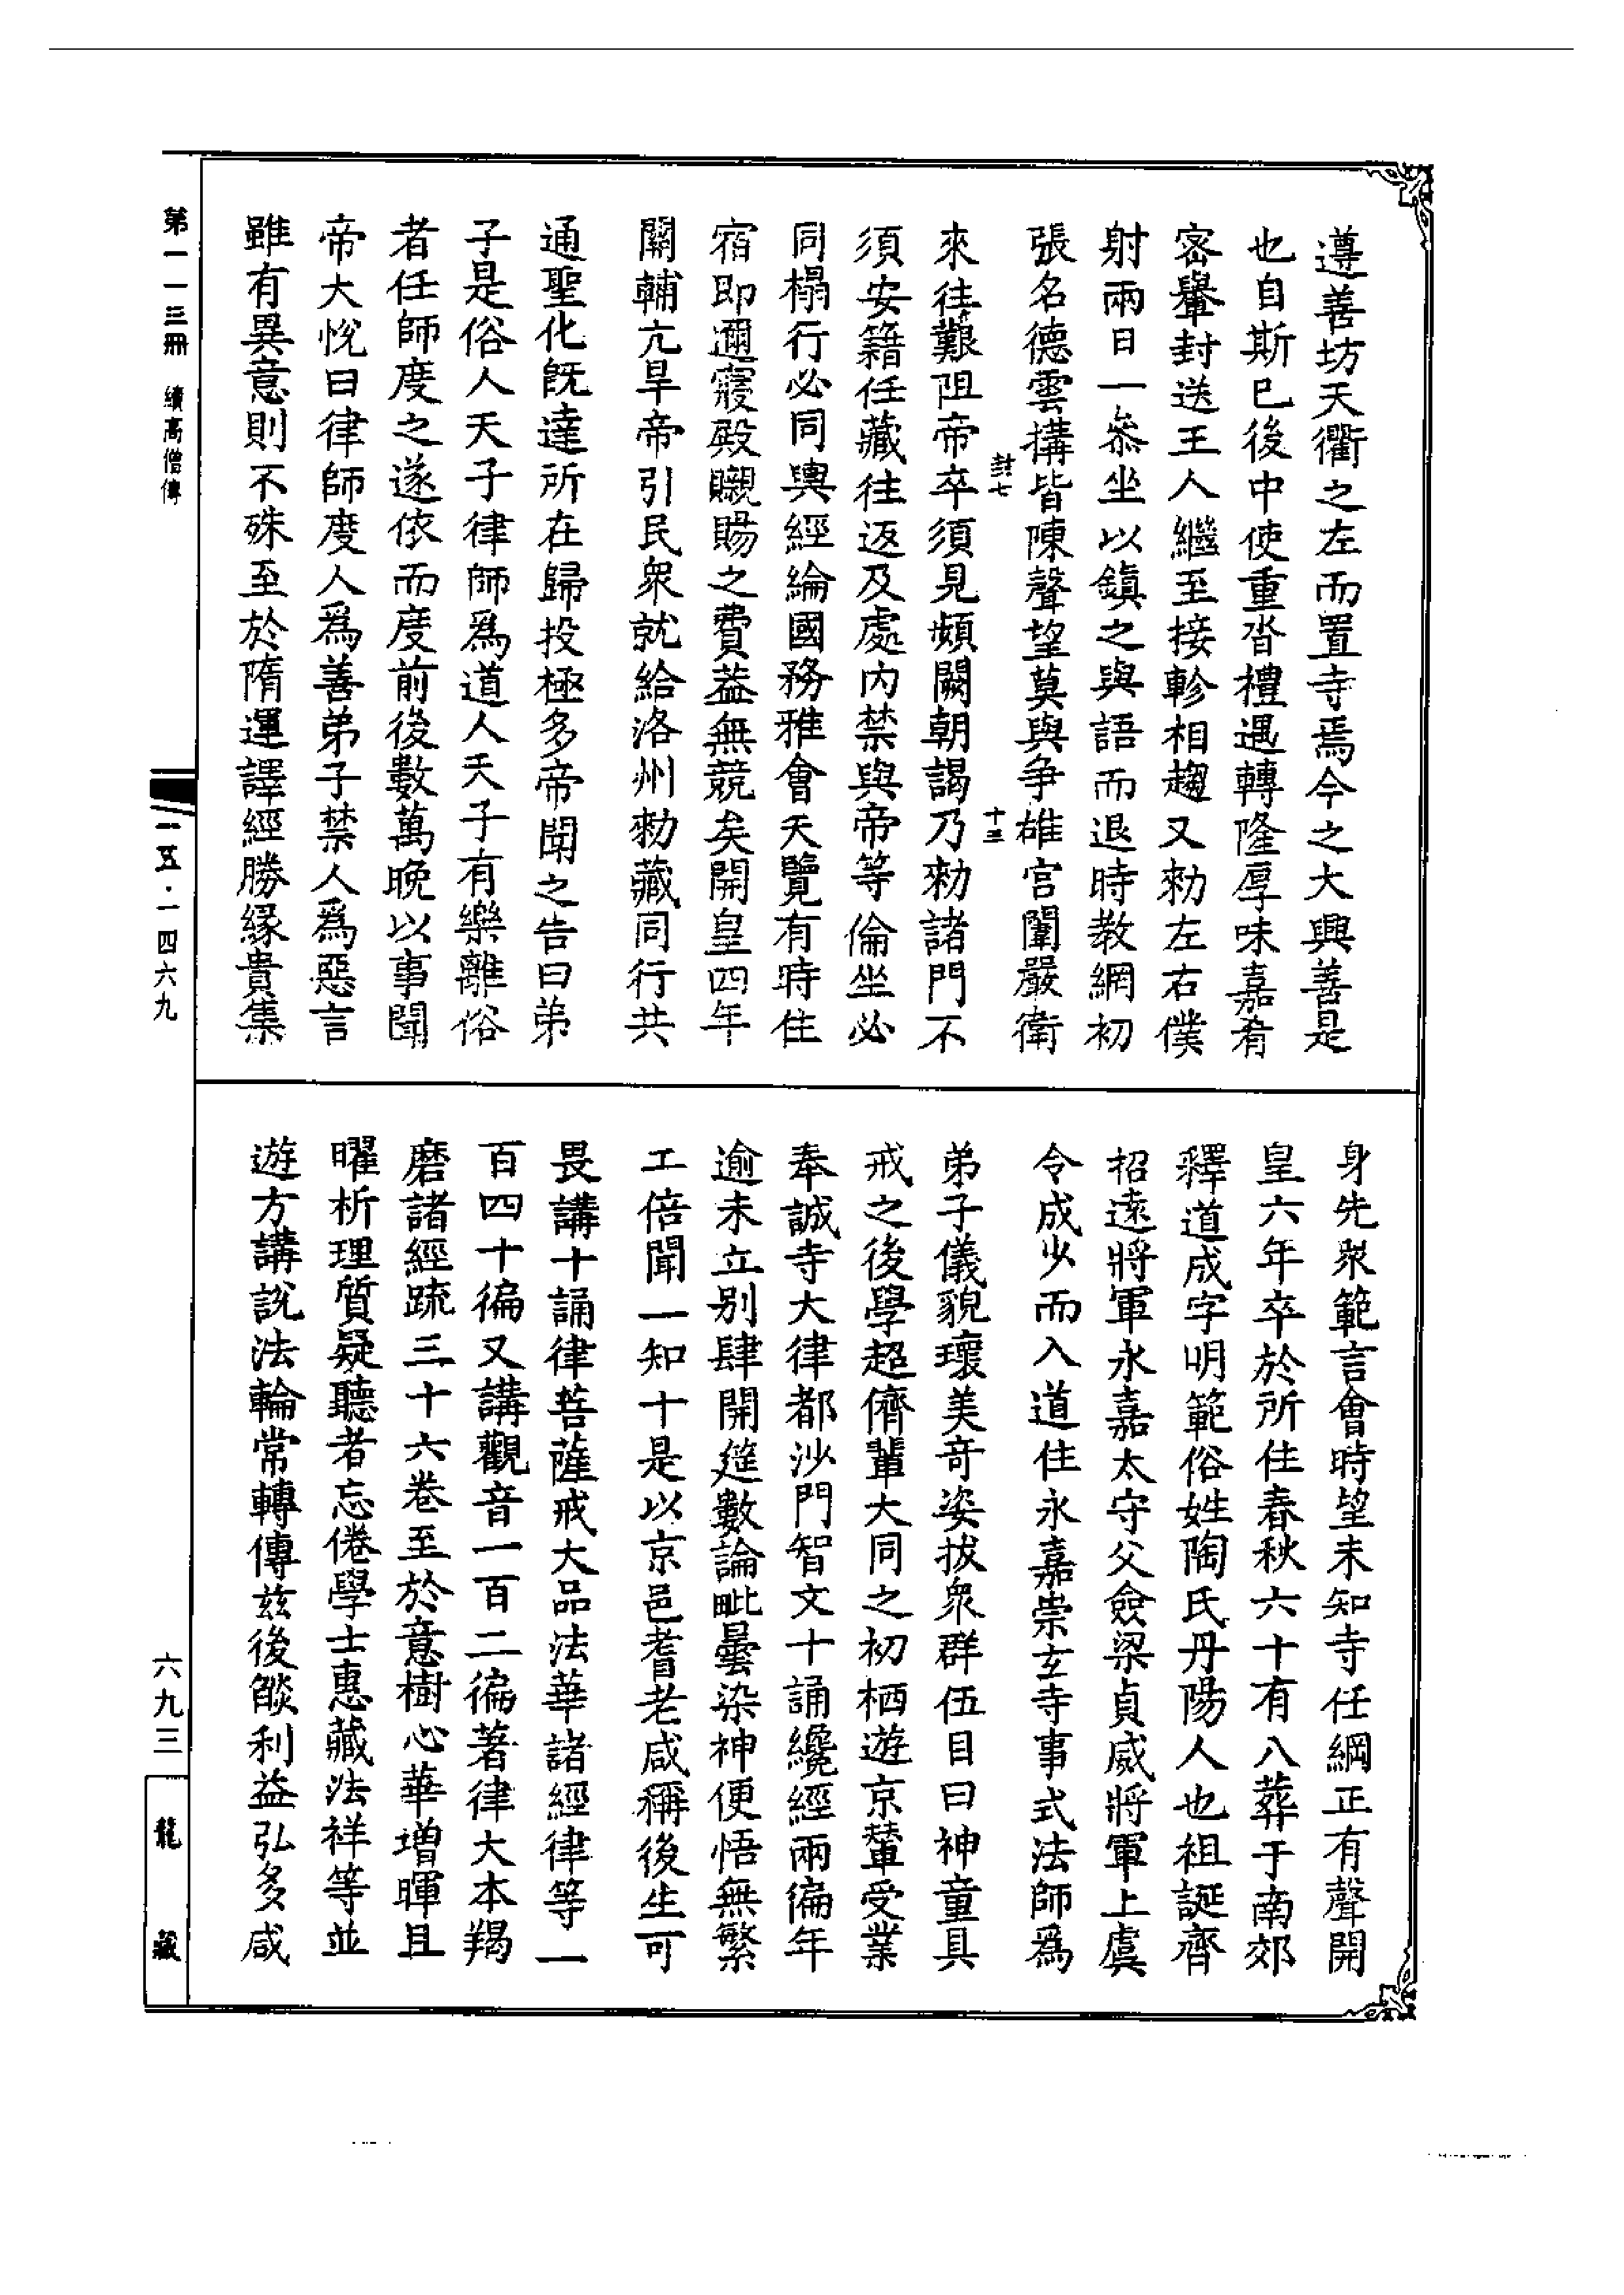 遵善坊天衢之左而置寺焉今之大興善是
也自斯已後中使重沓禮遇轉隆厚味嘉肴
密轝封送王人繼至接軫相趨又勑左右僕
射兩日一叅坐以鎮之與語而退時教網初
張名德雲搆皆陳聲望莫與爭雄宮闈嚴衛
封七
十三
來往艱阻帝卒須見頻闕朝謁乃勑諸門不
須安籍任藏往返及處內禁與帝等倫坐必
同榻行必同輿經綸國務雅會天覽有時住
宿即邇寢殿䞋賜之費葢無競矣開皇四年
關輔亢旱帝引民衆就給洛州勑藏同行共
通聖化旣達所在歸投極多帝聞之告曰弟
子是俗人天子律師爲道人天子有樂離俗
者任師度之遂依而度前後數萬晚以事聞
帝大悅曰律師度人爲善弟子禁人爲惡言
雖有異意則不殊至於隋運譯經勝緣貴集
身先衆範言會時望未知寺任綱正有聲開
皇六年卒於所住春秋六十有八葬于南郊
釋道成字明範俗姓陶氏丹陽人也祖誕齊
招遠將軍永嘉太守父僉梁貞威將軍上虞
令成少而入道住永嘉崇玄寺事式法師爲
弟子儀貌瓌美奇姿拔衆群伍目曰神童具
戒之後學超儕輩大同之初栖遊京輦受業
奉誠寺大律都沙門智文十誦纔經兩徧年
逾未立別肆開筵數論毗曇染神便悟無繁
工倍聞一知十是以京邑耆老咸稱後生可
畏講十誦律菩薩戒大品法華諸經律等一
百四十徧又講觀音一百二徧著律大本羯
磨諸經疏三十六卷至於意樹心華增暉且
曜析理質疑聽者忘倦學士惠藏法祥等並
遊方講說法輪常轉傳兹後燄利益弘多咸
第一一三冊 續高僧傳
一一五·一四六九
六九三
龍藏